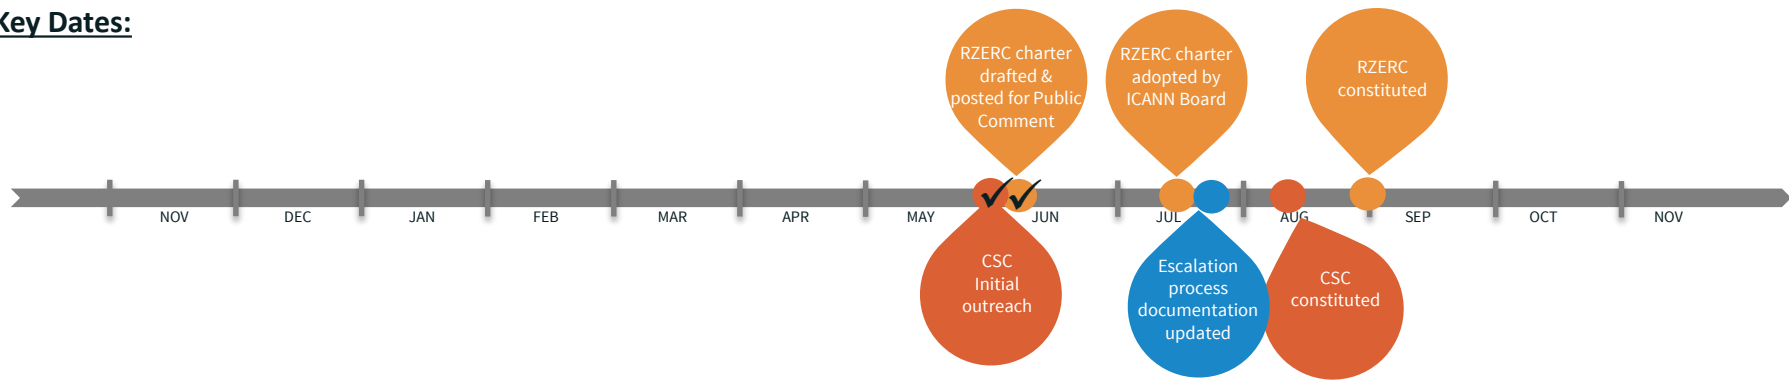 Key Dates:
RZERC charter
drafted &
posted for Public
Comment
RZERC charter
adopted by
ICANN Board
RZERC
constituted
NOV
DEC
JAN
FEB
MAR
APR
MAY
JUN
JUL
AUG
SEP
OCT
NOV
CSC
Initial
outreach
Escalation
process
documentation
updated
CSC
constituted